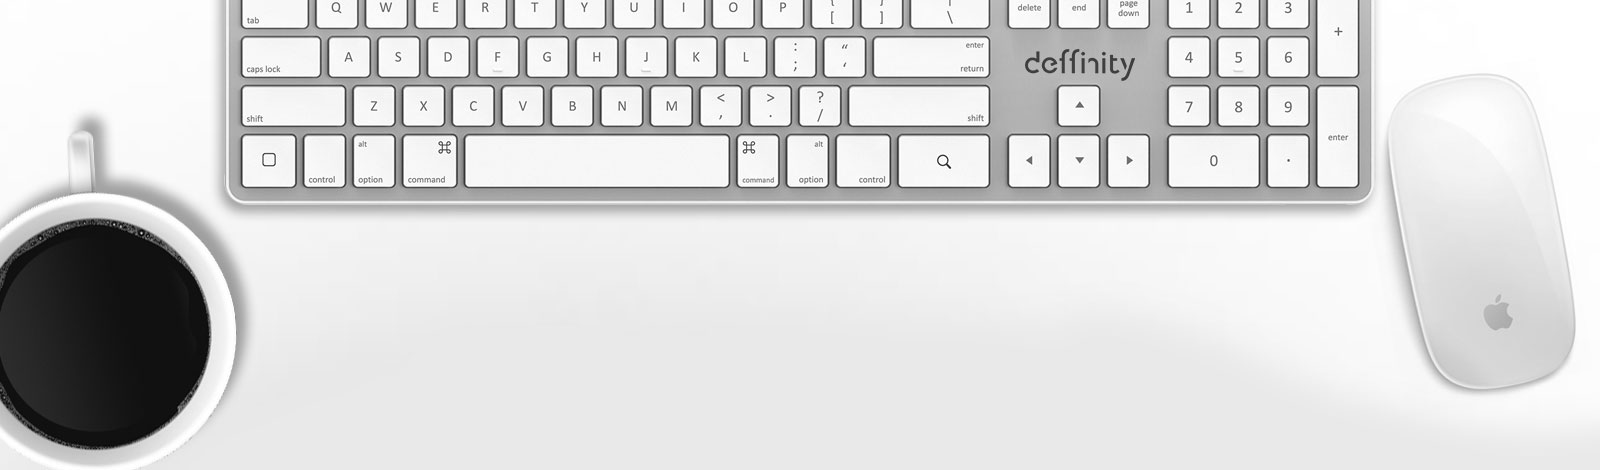 tab Q W E R T Y U I O P { [ } ] | \ delete end page down 1 2 3 +
caps lock A S D F G H J K L : ; “ ‘ enter return deffinity 4 5 6
shift Z X C V B N M < , > . ? / shift ▲ 7 8 9 enter
control alt option ⌘ command ⌘ command alt option control ◀ ▼ ▶ 0 .